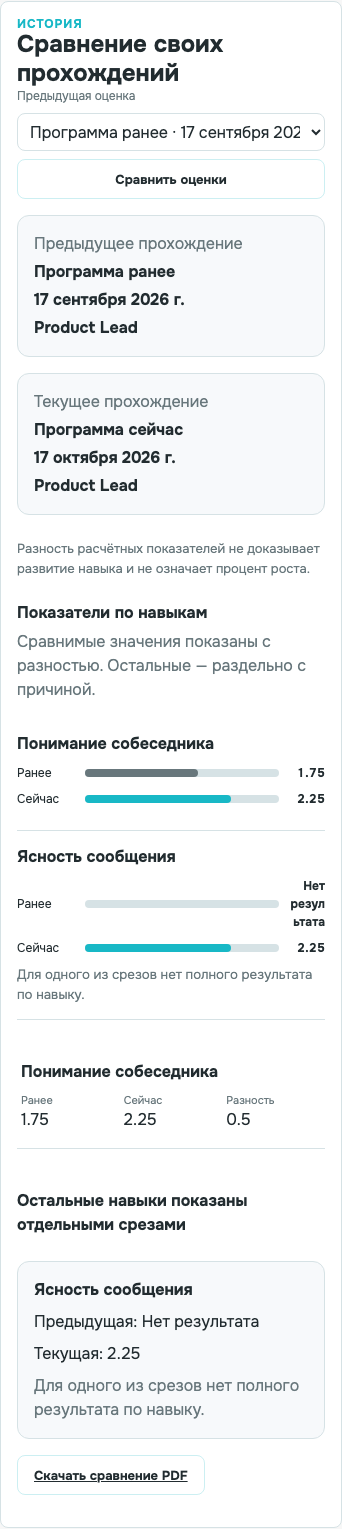 ИСТОРИЯ
Сравнение своих
прохождений
Предыдущая оценка
Программа ранее · 17 сентября 202
Сравнить оценки
Предыдущее прохождение
Программа ранее
17 сентября 2026 г.
Product Lead
Текущее прохождение
Программа сейчас
17 октября 2026 г.
Product Lead
Разность расчётных показателей не доказывает
развитие навыка и не означает процент роста.
Показатели по навыкам
Сравнимые значения показаны с
разностью. Остальные — раздельно с
причиной.
Понимание собеседника
Ранее 1.75
Сейчас 2.25
Ясность сообщения
Ранее Нет
резул
ьтата
Сейчас 2.25
Для одного из срезов нет полного результата
по навыку.
Понимание собеседника
Ранее Сейчас Разность
1.75 2.25 0.5
Остальные навыки показаны
отдельными срезами
Ясность сообщения
Предыдущая: Нет результата
Текущая: 2.25
Для одного из срезов нет полного
результата по навыку.
Скачать сравнение PDF